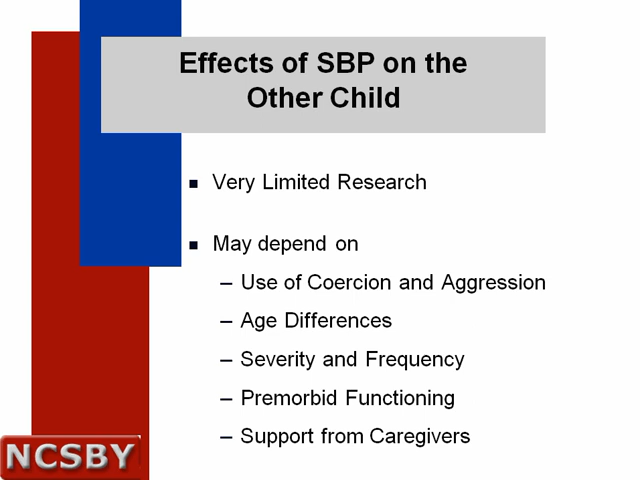 Effects of SBP on the
Other Child
■ Very Limited Research
■ May depend on
– Use of Coercion and Aggression
– Age Differences
– Severity and Frequency
– Premorbid Functioning
– Support from Caregivers
NCSBY